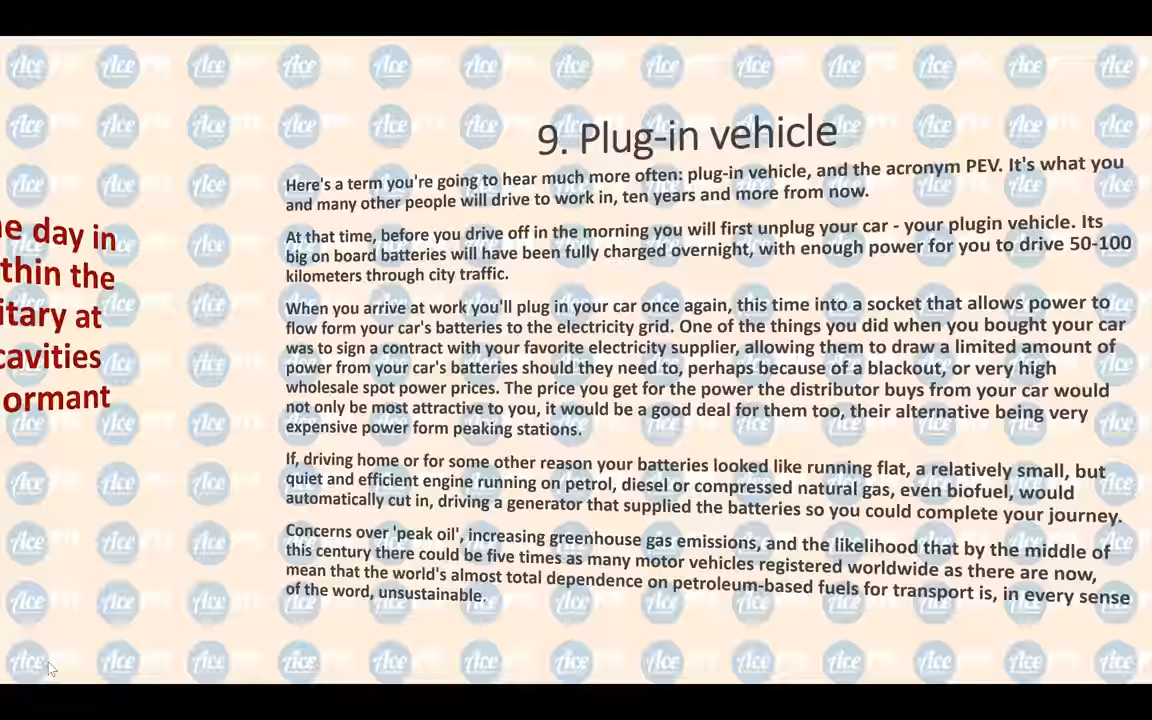 9. Plug-in vehicle
Here's a term you're going to hear much more often: plug-in vehicle, and the acronym PEV. It's what you
and many other people will drive to work in, ten years and more from now.
At that time, before you drive off in the morning you will first unplug your car - your plugin vehicle. Its
big on board batteries will have been fully charged overnight, with enough power for you to drive 50-100
kilometers through city traffic.
When you arrive at work you'll plug in your car once again, this time into a socket that allows power to
flow form your car's batteries to the electricity grid. One of the things you did when you bought your car
was to sign a contract with your favorite electricity supplier, allowing them to draw a limited amount of
power from your car's batteries should they need to, perhaps because of a blackout, or very high
wholesale spot power prices. The price you get for the power the distributor buys from your car would
not only be most attractive to you, it would be a good deal for them too, their alternative being very
expensive power form peaking stations.
If, driving home or for some other reason your batteries looked like running flat, a relatively small, but
quiet and efficient engine running on petrol, diesel or compressed natural gas, even biofuel, would
automatically cut in, driving a generator that supplied the batteries so you could complete your journey.
Concerns over 'peak oil', increasing greenhouse gas emissions, and the likelihood that by the middle of
this century there could be five times as many motor vehicles registered worldwide as there are now,
mean that the world's almost total dependence on petroleum-based fuels for transport is, in every sense
of the word, unsustainable.
e day in
thin the
itary at
cavities
ormant